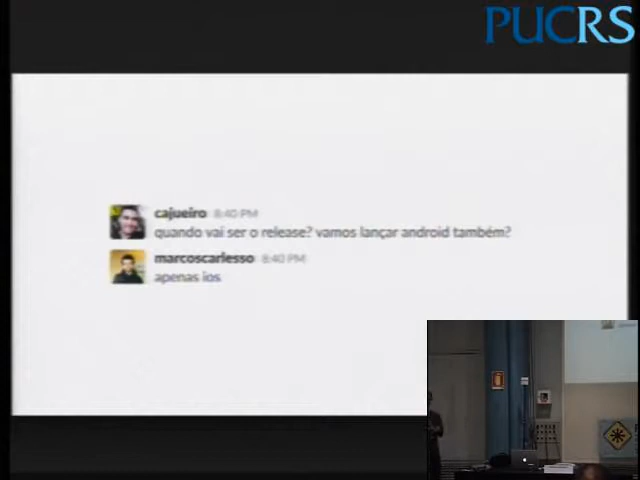 PUCRS
cajueiro 8:40 PM
quando vai ser o release? vamos lançar android também?
marcoscarlesso 8:40 PM
apenas ios